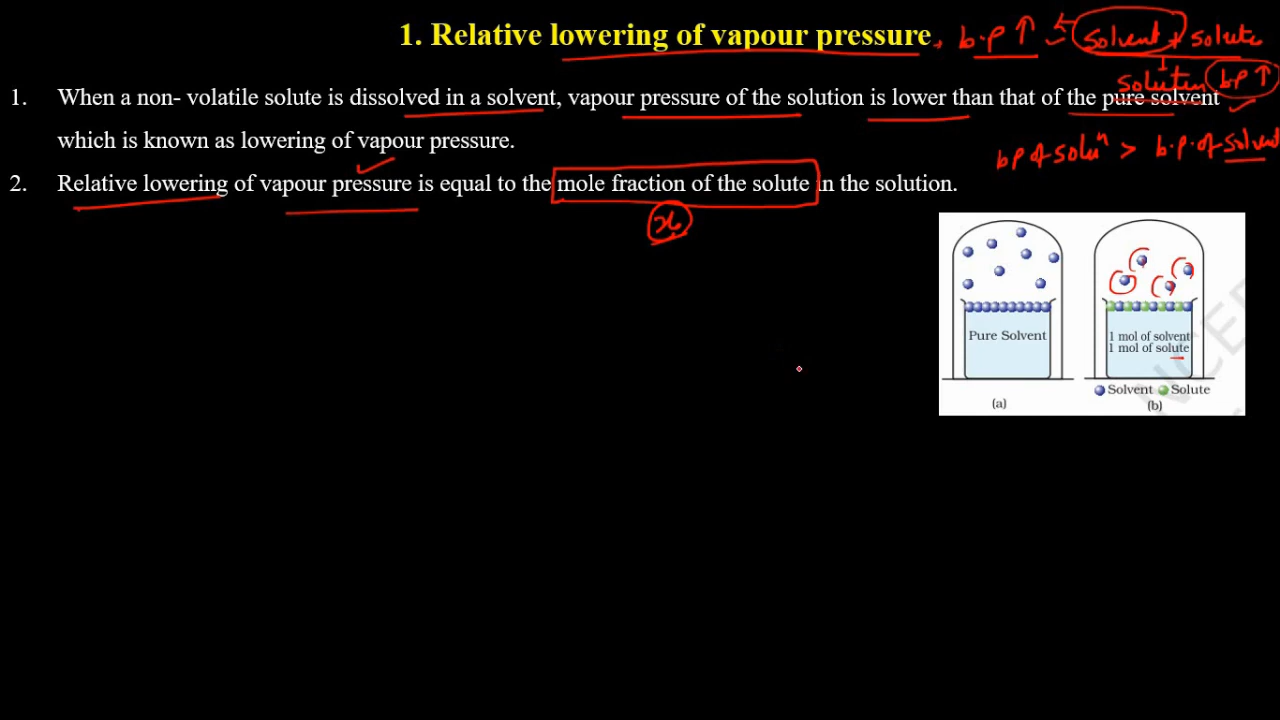 1. Relative lowering of vapour pressure, b.p ↑ Solvent + solute
solution bp ↑
1. When a non- volatile solute is dissolved in a solvent, vapour pressure of the solution is lower than that of the pure solvent
which is known as lowering of vapour pressure.
bp of soluⁿ > b.p. of solvent
2. Relative lowering of vapour pressure is equal to the mole fraction of the solute in the solution.
x
Pure Solvent
1 mol of solvent
1 mol of solute
Solvent Solute
(a) (b)